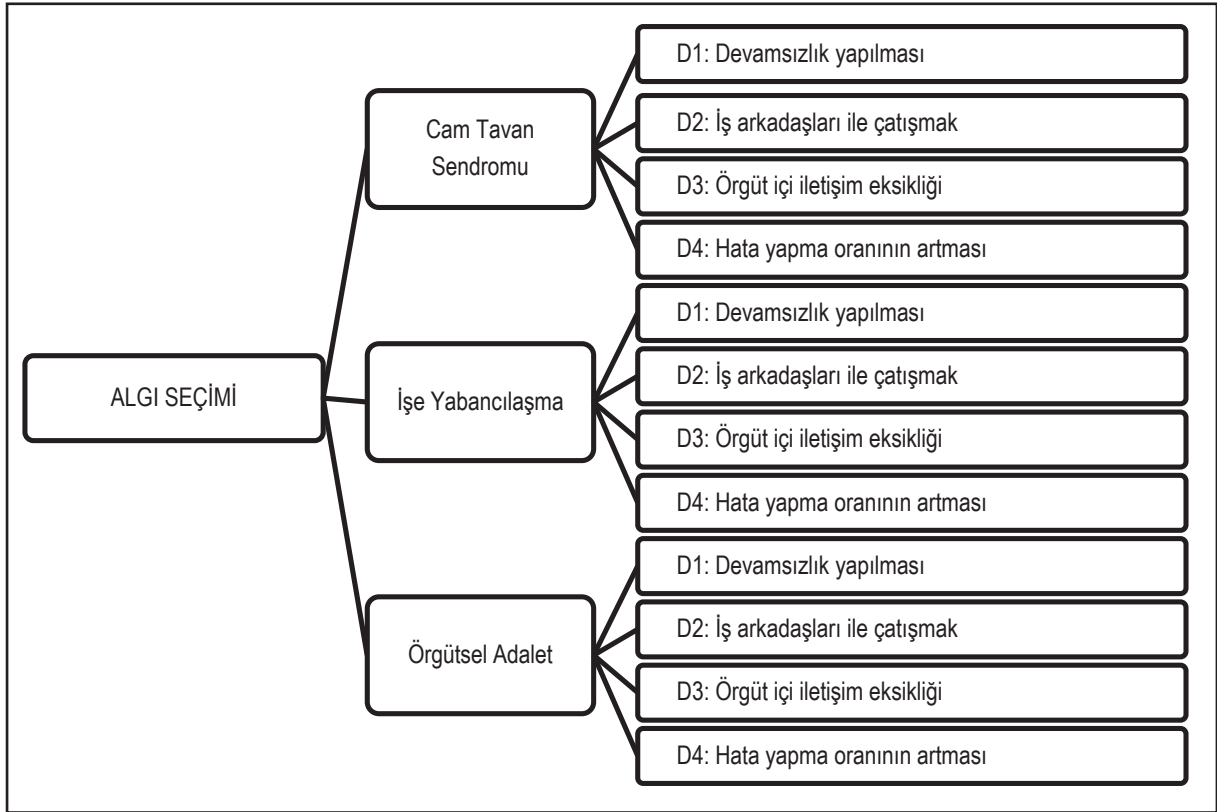 ALGI SEÇİMİ
Cam Tavan
Sendromu
D1: Devamsızlık yapılması
D2: İş arkadaşları ile çatışmak
D3: Örgüt içi iletişim eksikliği
D4: Hata yapma oranının artması
İşe Yabancılaşma
D1: Devamsızlık yapılması
D2: İş arkadaşları ile çatışmak
D3: Örgüt içi iletişim eksikliği
D4: Hata yapma oranının artması
Örgütsel Adalet
D1: Devamsızlık yapılması
D2: İş arkadaşları ile çatışmak
D3: Örgüt içi iletişim eksikliği
D4: Hata yapma oranının artması